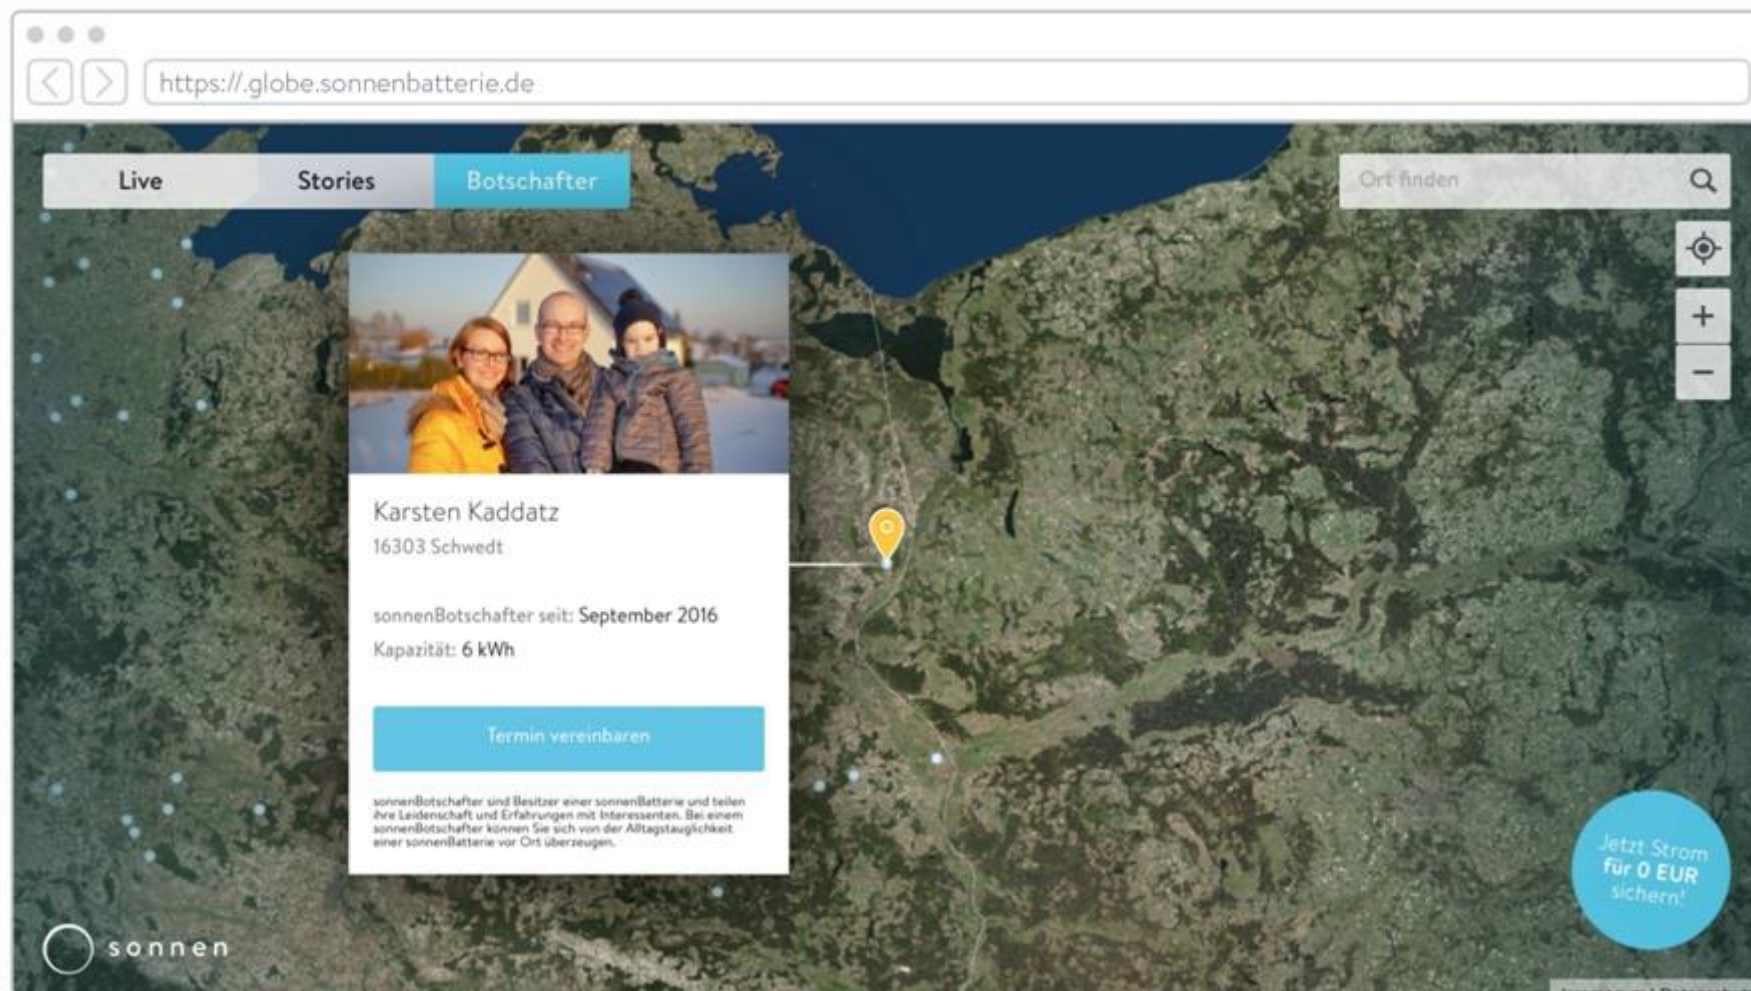 https://.globe.sonnenbatterie.de
Live
Stories
Botschafter
Ort finden
Karsten Kaddatz
16303 Schwedt
sonnenBotschafter seit: September 2016
Kapazität: 6 kWh
Termin vereinbaren
sonnenBotschafter sind Besitzer einer sonnenBatterie und teilen
ihre Leidenschaft und Erfahrungen mit Interessenten. Bei einem
sonnenBotschafter können Sie sich von der Alltagstauglichkeit
einer sonnenBatterie vor Ort überzeugen.
Jetzt Strom
für 0 EUR
sichern!
sonnen